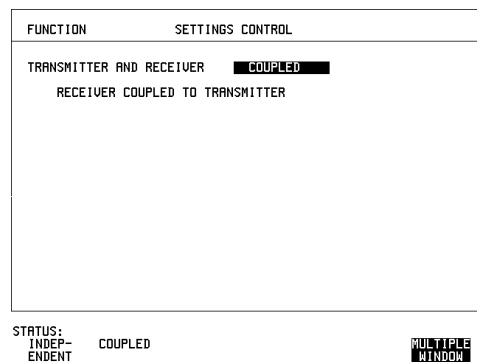 FUNCTION SETTINGS CONTROL
TRANSMITTER AND RECEIVER COUPLED
RECEIVER COUPLED TO TRANSMITTER
STATUS:
INDEP- COUPLED MULTIPLE
ENDENT WINDOW